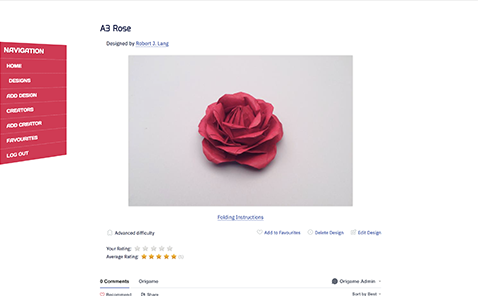 A3 Rose
Designed by Robert J. Lang
NAVIGATION
HOME
DESIGNS
ADD DESIGN
CREATORS
ADD CREATOR
FAVOURITES
LOG OUT
Folding Instructions
Advanced difficulty
Add to Favourites
Delete Design
Edit Design
Your Rating:
Average Rating:
0 Comments
Origome
Origome Admin
Recommend
Share
Sort by Best